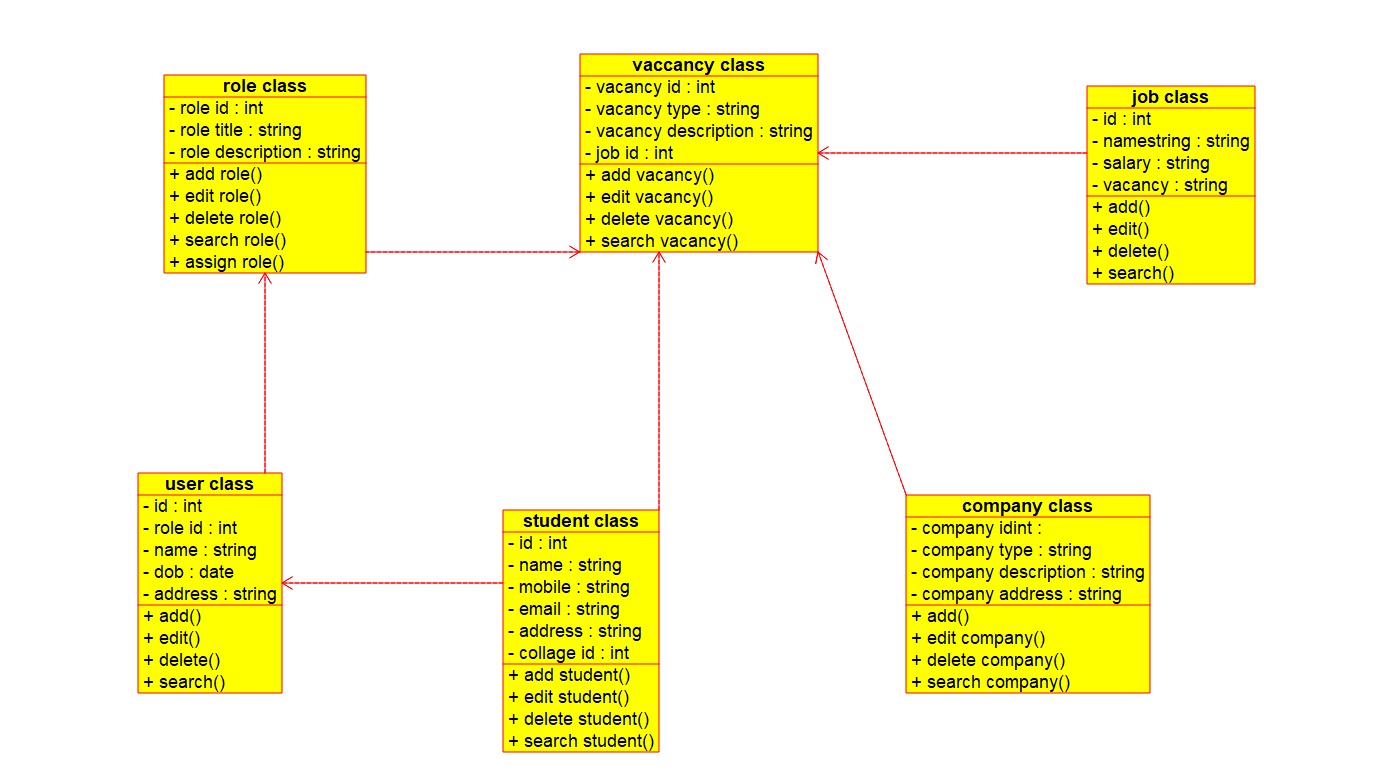 role class
- role id : int
- role title : string
- role description : string
+ add role()
+ edit role()
+ delete role()
+ search role()
+ assign role()
vaccancy class
- vacancy id : int
- vacancy type : string
- vacancy description : string
- job id : int
+ add vacancy()
+ edit vacancy()
+ delete vacancy()
+ search vacancy()
job class
- id : int
- namestring : string
- salary : string
- vacancy : string
+ add()
+ edit()
+ delete()
+ search()
user class
- id : int
- role id : int
- name : string
- dob : date
- address : string
+ add()
+ edit()
+ delete()
+ search()
student class
- id : int
- name : string
- mobile : string
- email : string
- address : string
- collage id : int
+ add student()
+ edit student()
+ delete student()
+ search student()
company class
- company idint :
- company type : string
- company description : string
- company address : string
+ add()
+ edit company()
+ delete company()
+ search company()